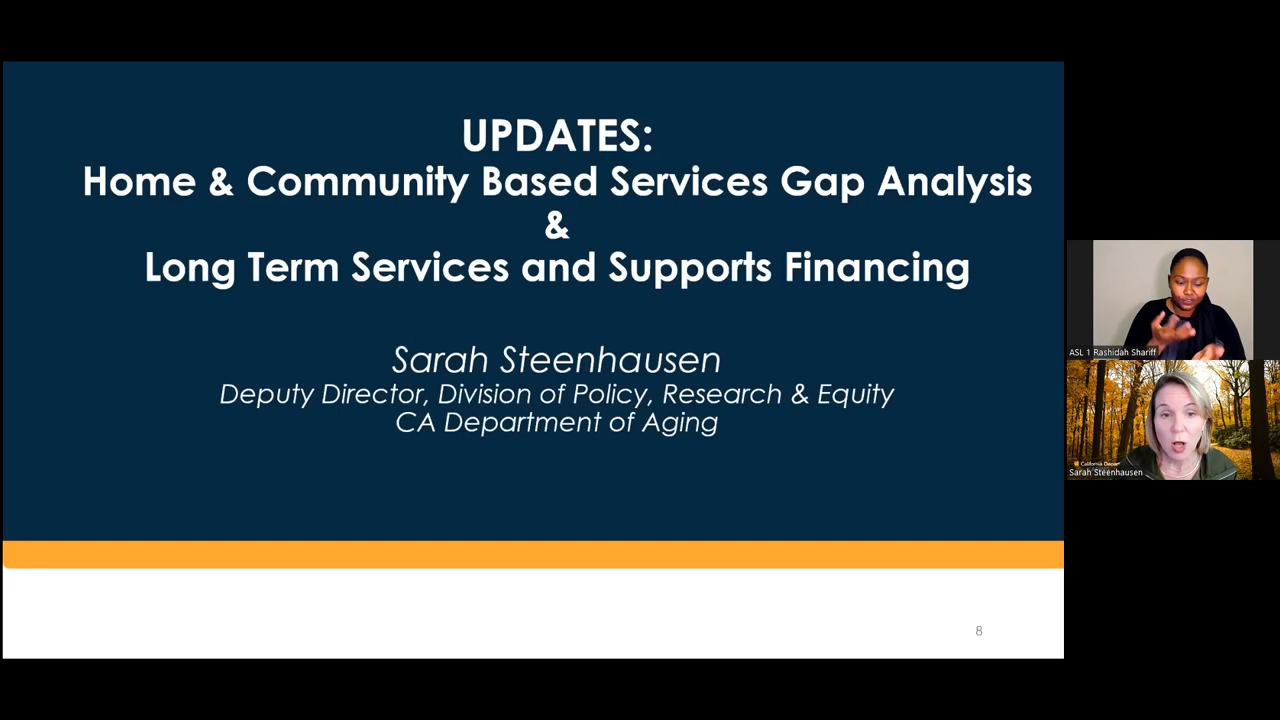 UPDATES:
Home & Community Based Services Gap Analysis
&
Long Term Services and Supports Financing
Sarah Steenhausen
Deputy Director, Division of Policy, Research & Equity
CA Department of Aging
8
ASL 1 Rashidah Shariff
California
Sarah Steenhausen